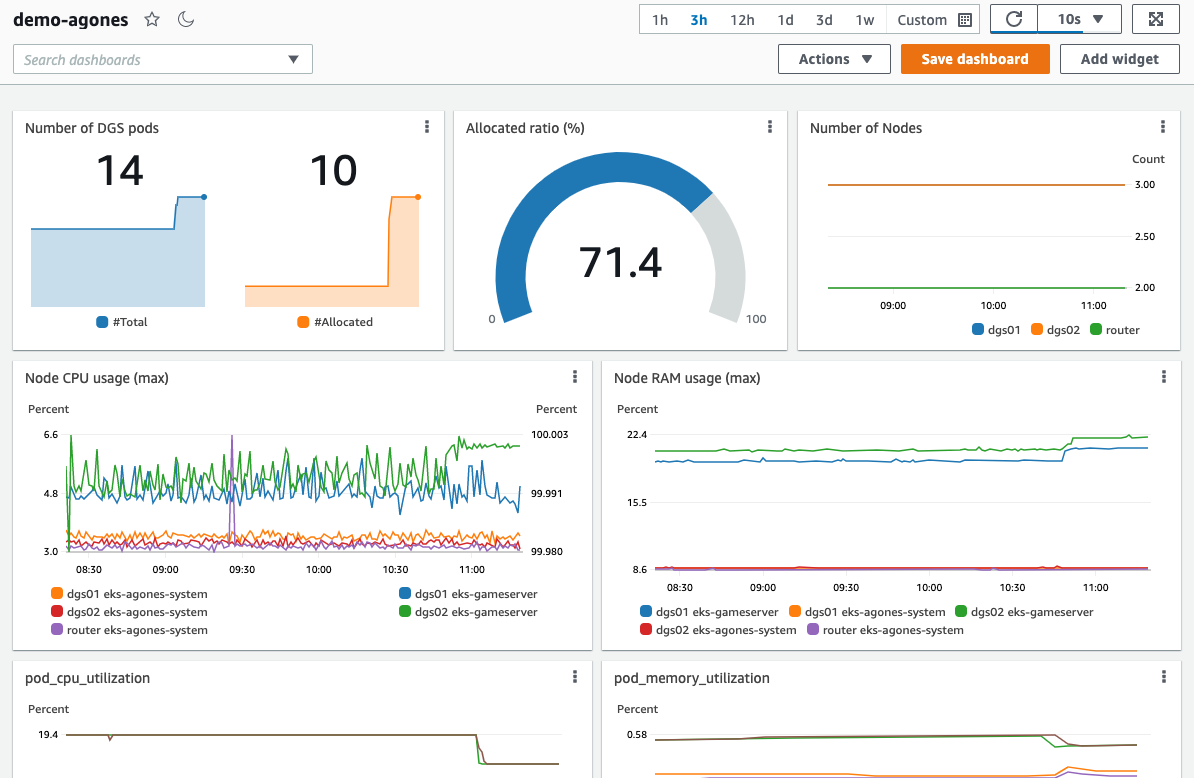 demo-agones
1h 3h 12h 1d 3d 1w Custom 10s
Search dashboards
Actions Save dashboard Add widget
Number of DGS pods
14 10
#Total #Allocated
Allocated ratio (%)
71.4
0 100
Number of Nodes
Count
3.00
2.50
2.00
09:00 10:00 11:00
dgs01 dgs02 router
Node CPU usage (max)
Percent Percent
6.6 100.003
4.8 99.991
3.0 99.980
08:30 09:00 09:30 10:00 10:30 11:00
dgs01 eks-agones-system dgs01 eks-gameserver
dgs02 eks-agones-system dgs02 eks-gameserver
router eks-agones-system
Node RAM usage (max)
Percent
22.4
15.5
8.6
08:30 09:00 09:30 10:00 10:30 11:00
dgs01 eks-gameserver dgs01 eks-agones-system dgs02 eks-gameserver
dgs02 eks-agones-system router eks-agones-system
pod_cpu_utilization
Percent
19.4
pod_memory_utilization
Percent
0.58